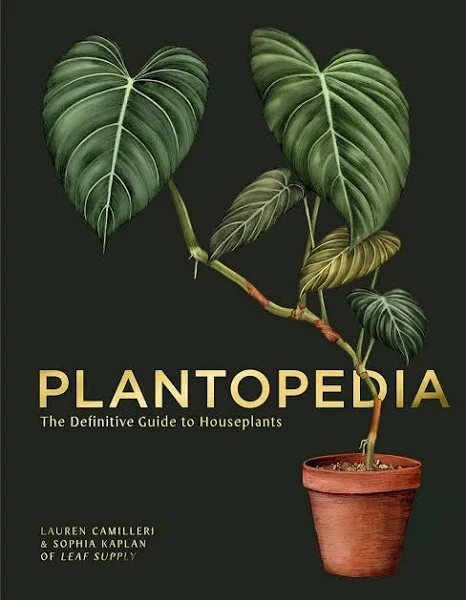 PLANTOPEDIA
The Definitive Guide to Houseplants
LAUREN CAMILLERI
& SOPHIA KAPLAN
OF LEAF SUPPLY